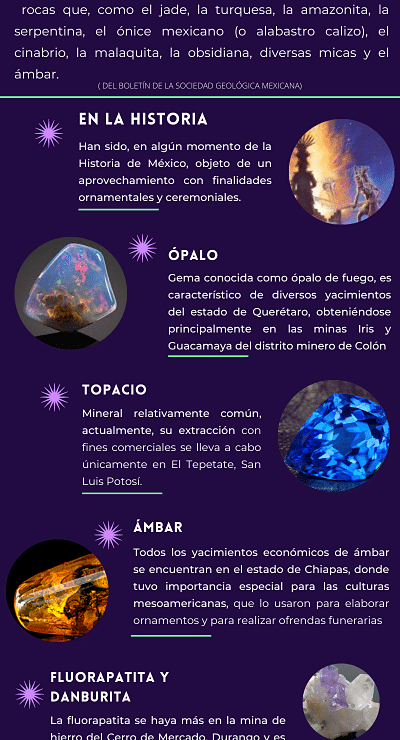 rocas que, como el jade, la turquesa, la amazonita, la
serpentina, el ónice mexicano (o alabastro calizo), el
cinabrio, la malaquita, la obsidiana, diversas micas y el
ámbar.
( DEL BOLETÍN DE LA SOCIEDAD GEOLÓGICA MEXICANA)
EN LA HISTORIA
Han sido, en algún momento de la
Historia de México, objeto de un
aprovechamiento con finalidades
ornamentales y ceremoniales.
ÓPALO
Gema conocida como ópalo de fuego, es
característico de diversos yacimientos
del estado de Querétaro, obteniéndose
principalmente en las minas Iris y
Guacamaya del distrito minero de Colón
TOPACIO
Mineral relativamente común,
actualmente, su extracción con
fines comerciales se lleva a cabo
únicamente en El Tepetate, San
Luis Potosí.
ÁMBAR
Todos los yacimientos económicos de ámbar
se encuentran en el estado de Chiapas, donde
tuvo importancia especial para las culturas
mesoamericanas, que lo usaron para elaborar
ornamentos y para realizar ofrendas funerarias
FLUORAPATITA Y
DANBURITA
La fluorapatita se haya más en la mina de
hierro del Cerro de Mercado, Durango y es